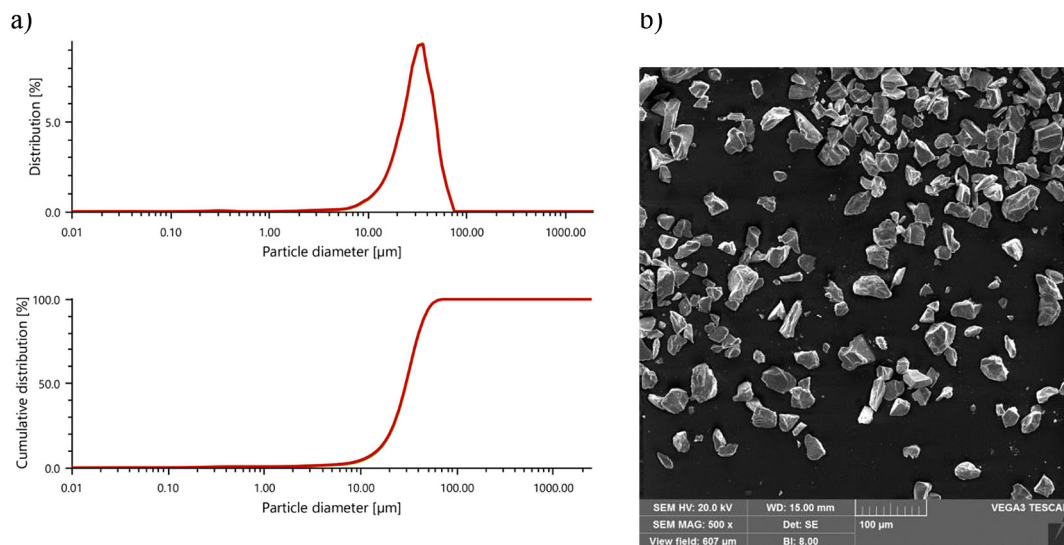 a)
b)
Distribution [%]
5.0
0.0
0.01 0.10 1.00 10.00 100.00 1000.00
Particle diameter [µm]
Cumulative distribution [%]
100.0
50.0
0.0
0.01 0.10 1.00 10.00 100.00 1000.00
Particle diameter [µm]
SEM HV: 20.0 kV WD: 15.00 mm VEGA3 TESCAN
SEM MAG: 500 x Det: SE 100 µm
View field: 607 µm BI: 8.00